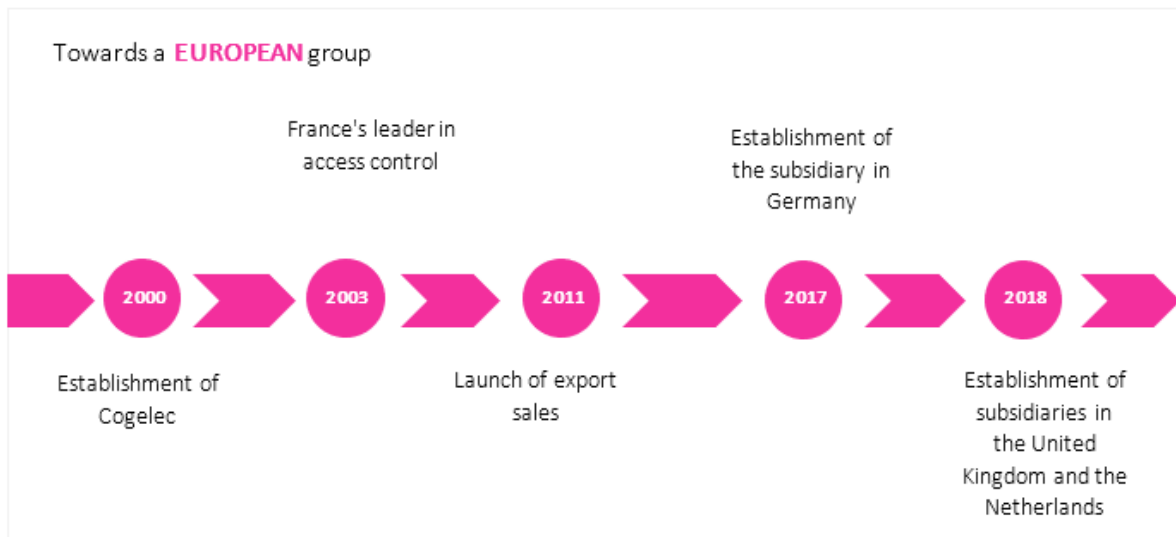 Towards a EUROPEAN group
France's leader in
access control
Establishment of
the subsidiary in
Germany
2000
2003
2011
2017
2018
Establishment of
Cogelec
Launch of export
sales
Establishment of
subsidiaries in
the United
Kingdom and the
Netherlands